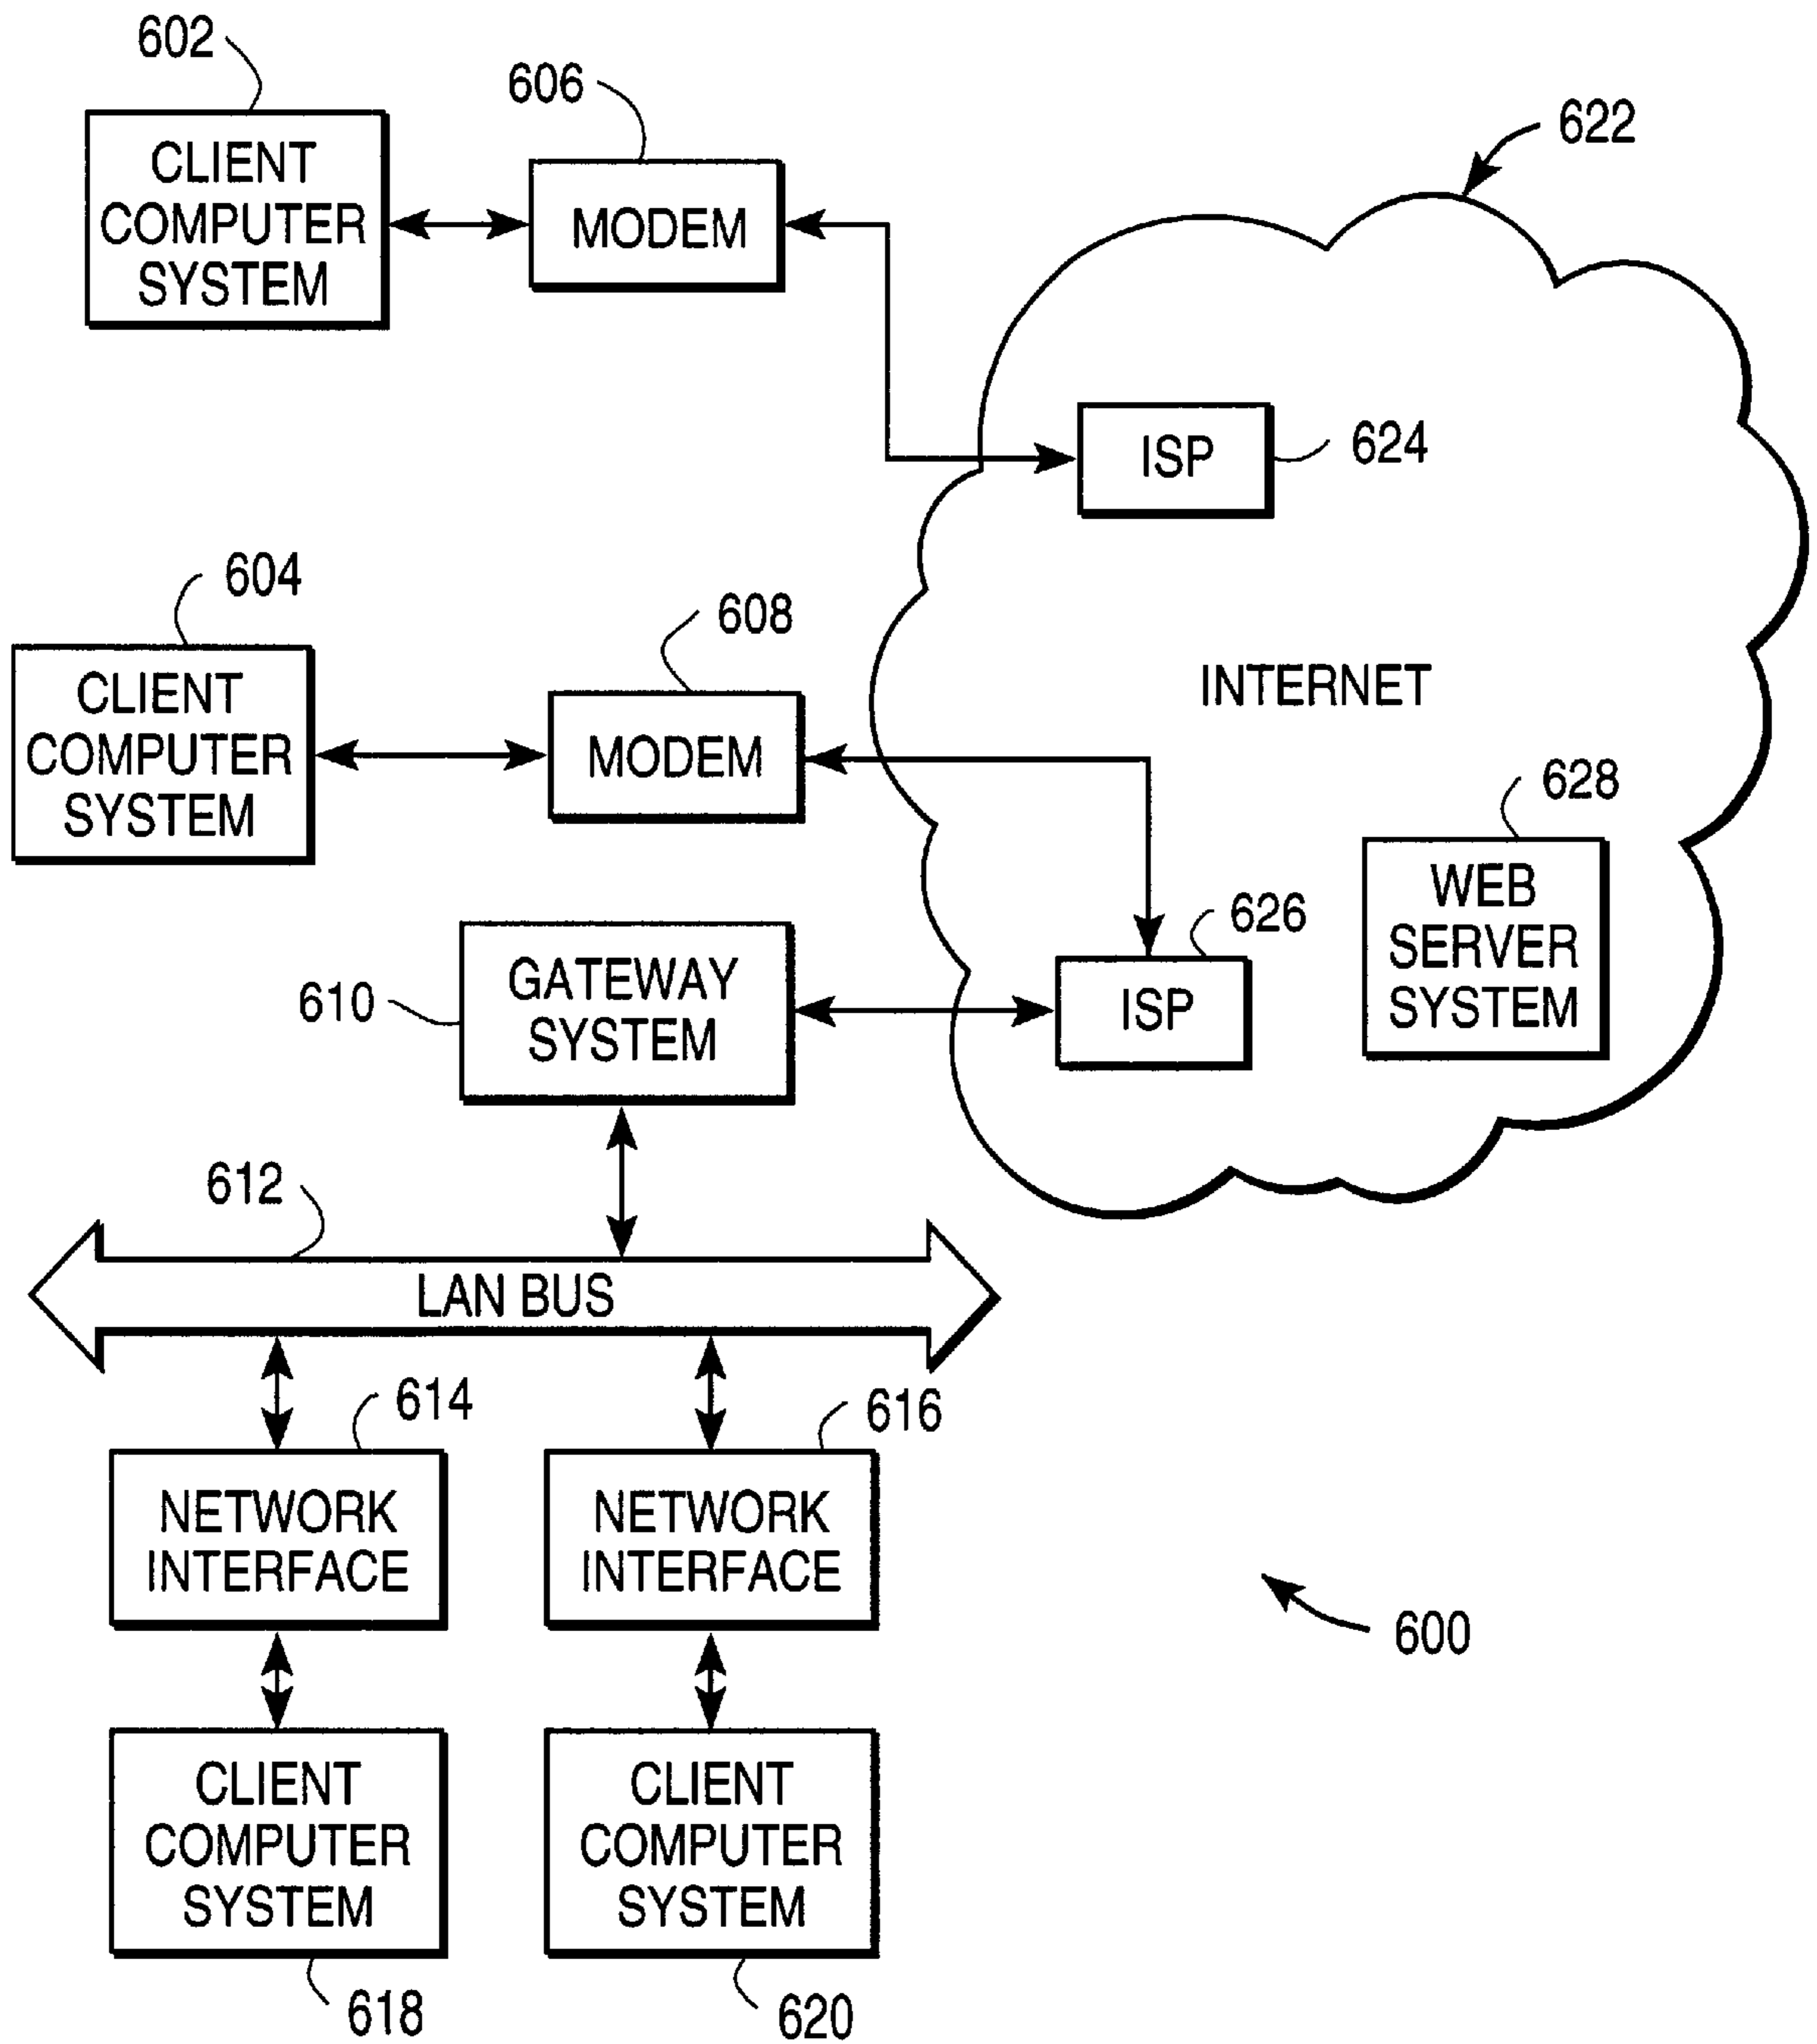 602
606
622
CLIENT
COMPUTER
SYSTEM
MODEM
ISP
624
604
608
CLIENT
COMPUTER
SYSTEM
MODEM
INTERNET
628
WEB
SERVER
SYSTEM
626
610
GATEWAY
SYSTEM
ISP
612
LAN BUS
614
616
NETWORK
INTERFACE
NETWORK
INTERFACE
600
CLIENT
COMPUTER
SYSTEM
CLIENT
COMPUTER
SYSTEM
618
620